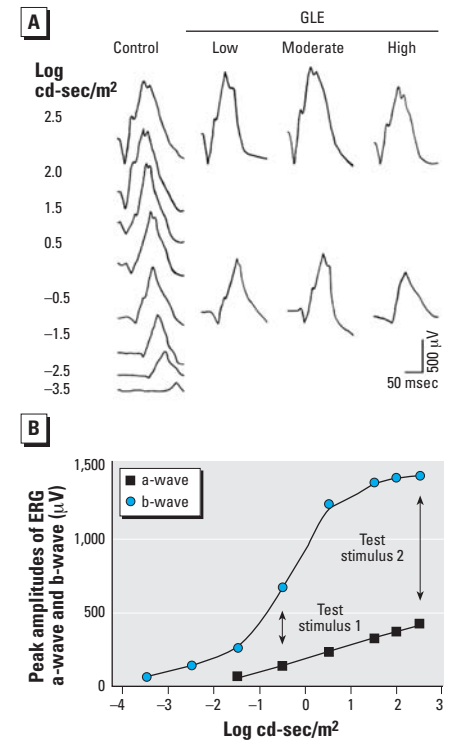 A
GLE
Control Low Moderate High
Log
cd-sec/m2
2.5
2.0
1.5
0.5
−0.5
−1.5
−2.5
−3.5
500 µV
50 msec
B
Peak amplitudes of ERG
a-wave and b-wave (µV)
1,500
1,000
500
0
a-wave
b-wave
Test
stimulus 2
Test
stimulus 1
−4 −3 −2 −1 0 1 2 3
Log cd-sec/m2